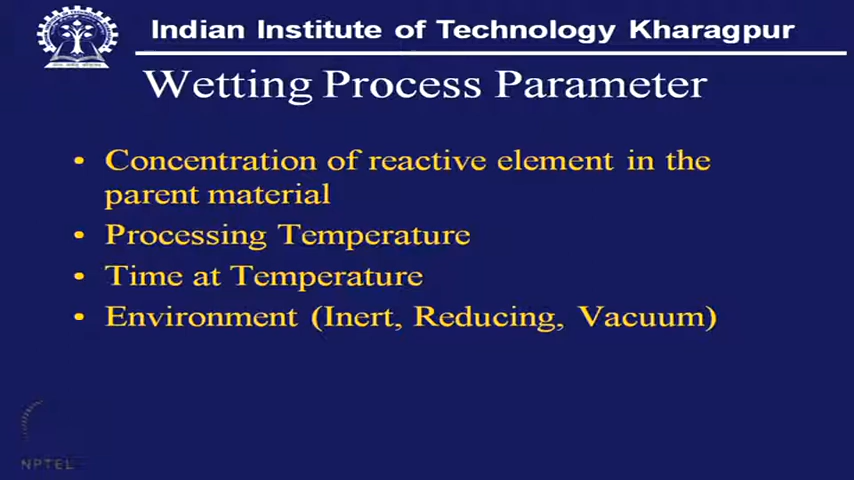 Indian Institute of Technology Kharagpur
Wetting Process Parameter
• Concentration of reactive element in the
parent material
• Processing Temperature
• Time at Temperature
• Environment (Inert, Reducing, Vacuum)
NPTEL